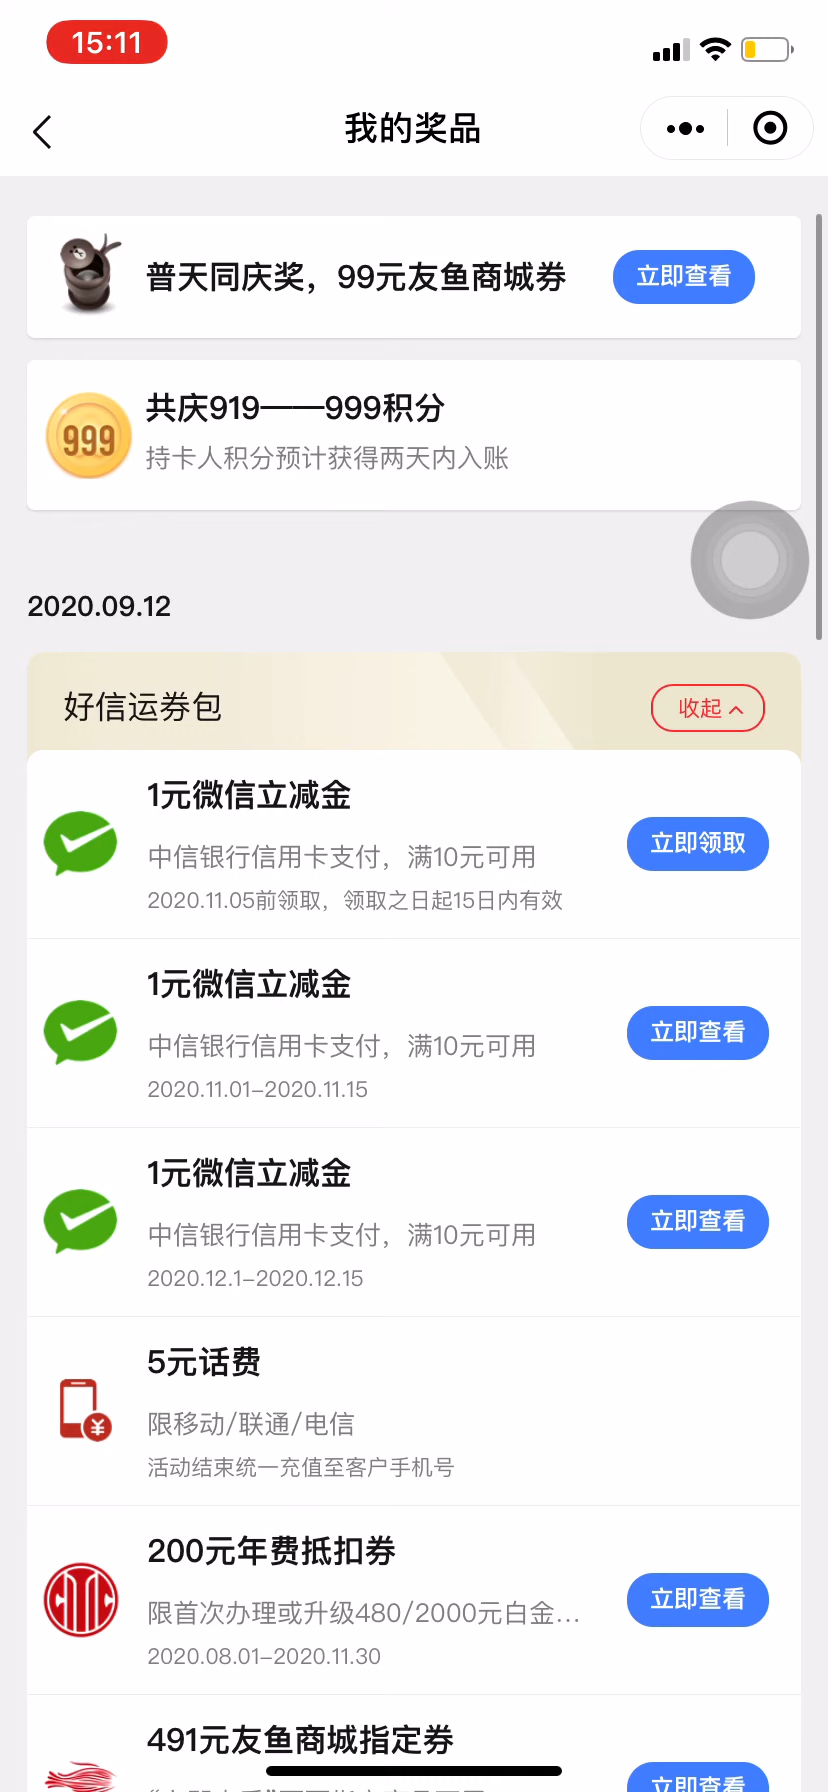 15:11
我的奖品
普天同庆奖，99元友鱼商城券
立即查看
999
共庆919——999积分
持卡人积分预计获得两天内入账
2020.09.12
好信运券包
收起
1元微信立减金
中信银行信用卡支付，满10元可用
2020.11.05前领取，领取之日起15日内有效
立即领取
1元微信立减金
中信银行信用卡支付，满10元可用
2020.11.01-2020.11.15
立即查看
1元微信立减金
中信银行信用卡支付，满10元可用
2020.12.1-2020.12.15
立即查看
5元话费
限移动/联通/电信
活动结束统一充值至客户手机号
200元年费抵扣券
限首次办理或升级480/2000元白金...
2020.08.01-2020.11.30
立即查看
491元友鱼商城指定券
立即查看